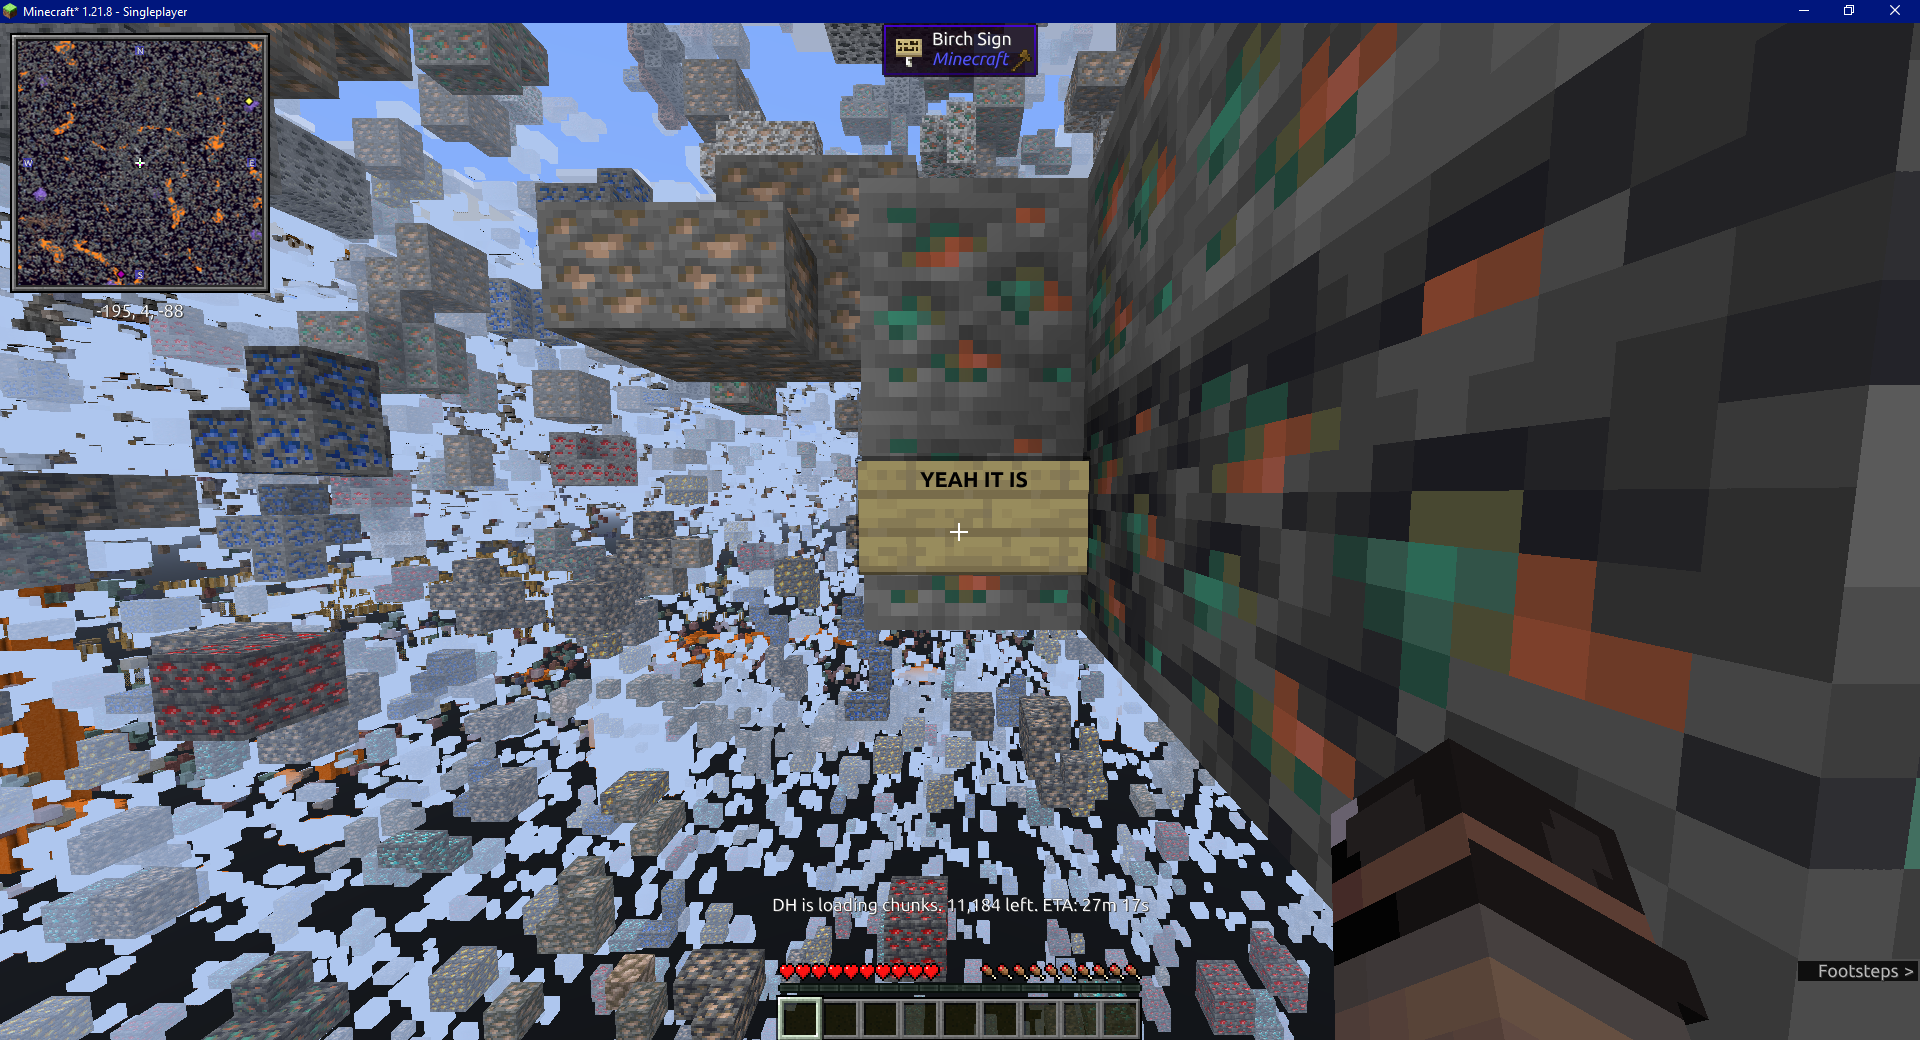 Minecraft* 1.21.8 - Singleplayer
N
Birch Sign
Minecraft
W
E
S
-195, 4, -88
YEAH IT IS
DH is loading chunks. 11,184 left. ETA: 27m 17s
Footsteps >